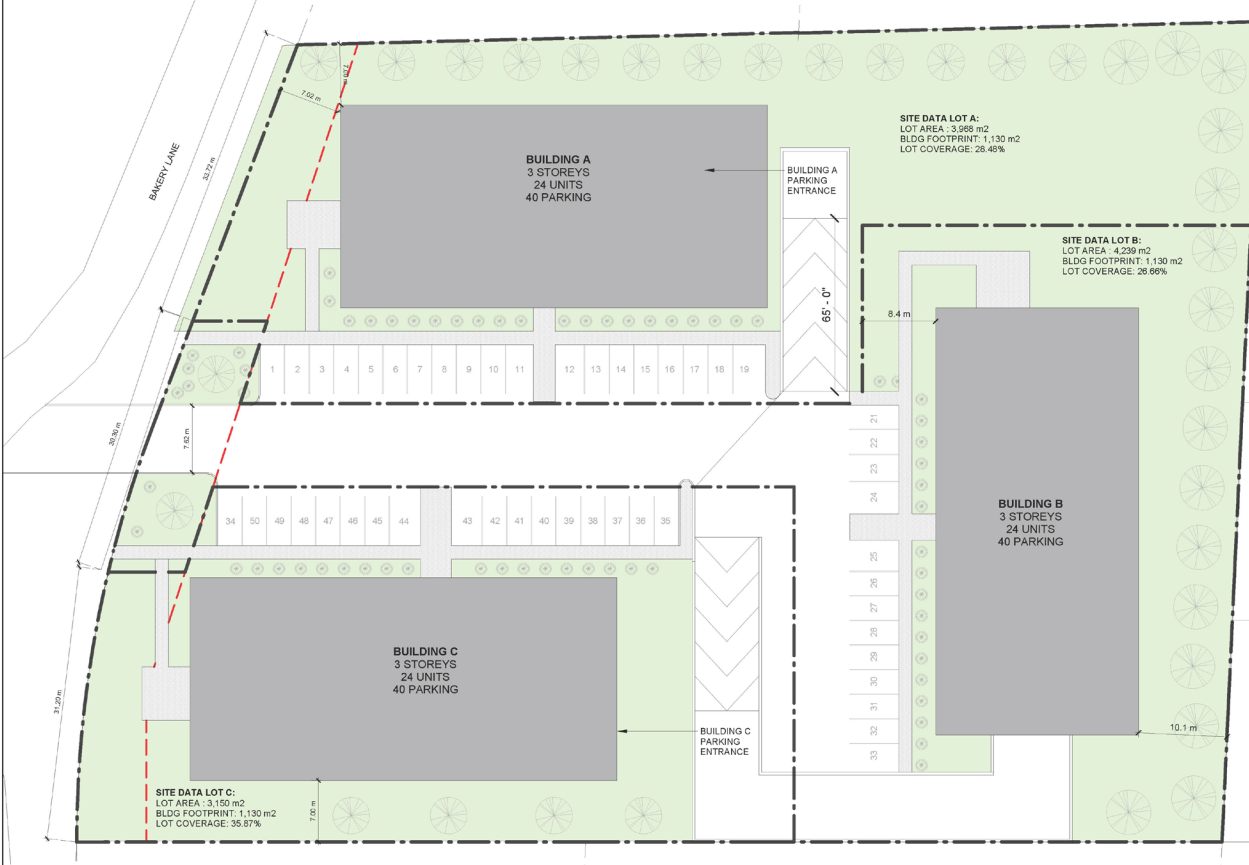 7.00 m
7.02 m
33.72 m
BAKERY LANE
BUILDING A
3 STOREYS
24 UNITS
40 PARKING
BUILDING A
PARKING
ENTRANCE
SITE DATA LOT A:
LOT AREA : 3,968 m2
BLDG FOOTPRINT: 1,130 m2
LOT COVERAGE: 28.48%
SITE DATA LOT B:
LOT AREA : 4,239 m2
BLDG FOOTPRINT: 1,130 m2
LOT COVERAGE: 26.66%
65' - 0"
8.4 m
1 2 3 4 5 6 7 8 9 10 11 12 13 14 15 16 17 18 19
7.62 m
21
22
23
24
25
26
27
28
29
30
31
32
33
BUILDING B
3 STOREYS
24 UNITS
40 PARKING
10.1 m
34 50 49 48 47 46 45 44 43 42 41 40 39 38 37 36 35
BUILDING C
3 STOREYS
24 UNITS
40 PARKING
BUILDING C
PARKING
ENTRANCE
31.20 m
SITE DATA LOT C:
LOT AREA : 3,150 m2
BLDG FOOTPRINT: 1,130 m2
LOT COVERAGE: 35.87%
7.00 m